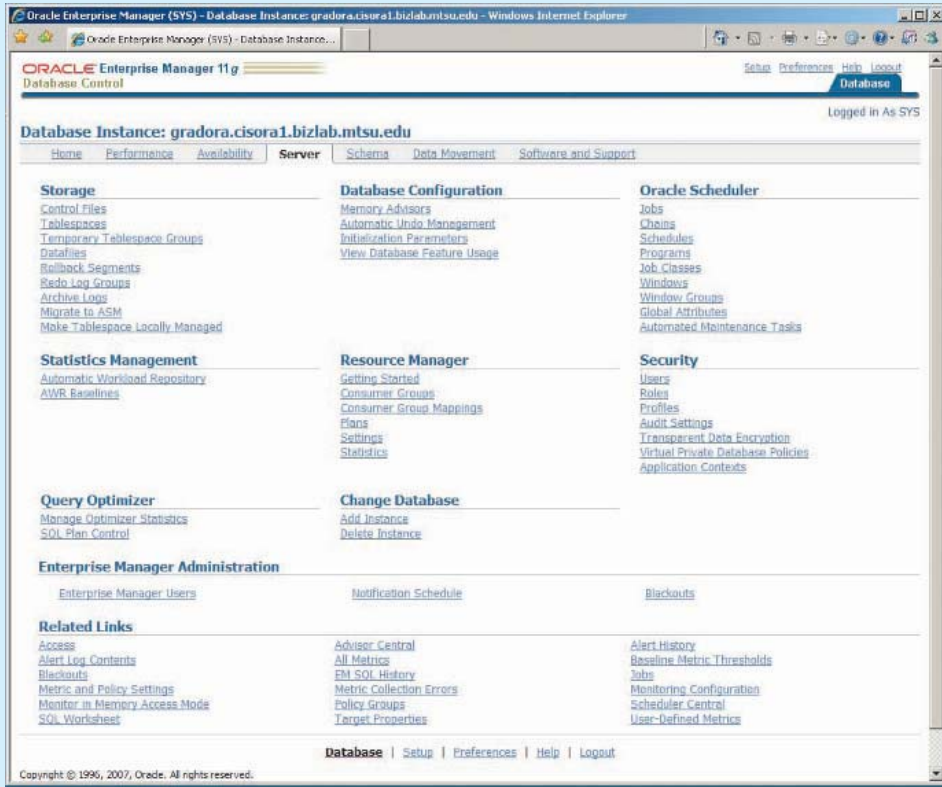 Oracle Enterprise Manager (SYS) - Database Instance: gradora.cisora1.bizlab.mtsu.edu - Windows Internet Explorer
Oracle Enterprise Manager (SYS) - Database Instance...
ORACLE Enterprise Manager 11g
Database Control
Setup Preferences Help Logout
Database
Logged in As SYS
Database Instance: gradora.cisora1.bizlab.mtsu.edu
Home Performance Availability Server Schema Data Movement Software and Support
Storage
Control Files
Tablespaces
Temporary Tablespace Groups
Datafiles
Rollback Segments
Redo Log Groups
Archive Logs
Migrate to ASM
Make Tablespace Locally Managed
Database Configuration
Memory Advisors
Automatic Undo Management
Initialization Parameters
View Database Feature Usage
Oracle Scheduler
Jobs
Chains
Schedules
Programs
Job Classes
Windows
Window Groups
Global Attributes
Automated Maintenance Tasks
Statistics Management
Automatic Workload Repository
AWR Baselines
Resource Manager
Getting Started
Consumer Groups
Consumer Group Mappings
Plans
Settings
Statistics
Security
Users
Roles
Profiles
Audit Settings
Transparent Data Encryption
Virtual Private Database Policies
Application Contexts
Query Optimizer
Manage Optimizer Statistics
SQL Plan Control
Change Database
Add Instance
Delete Instance
Enterprise Manager Administration
Enterprise Manager Users
Notification Schedule
Blackouts
Related Links
Access
Alert Log Contents
Blackouts
Metric and Policy Settings
Monitor in Memory Access Mode
SQL Worksheet
Advisor Central
All Metrics
EM SQL History
Metric Collection Errors
Policy Groups
Target Properties
Alert History
Baseline Metric Thresholds
Jobs
Monitoring Configuration
Scheduler Central
User-Defined Metrics
Database | Setup | Preferences | Help | Logout
Copyright © 1996, 2007, Oracle. All rights reserved.